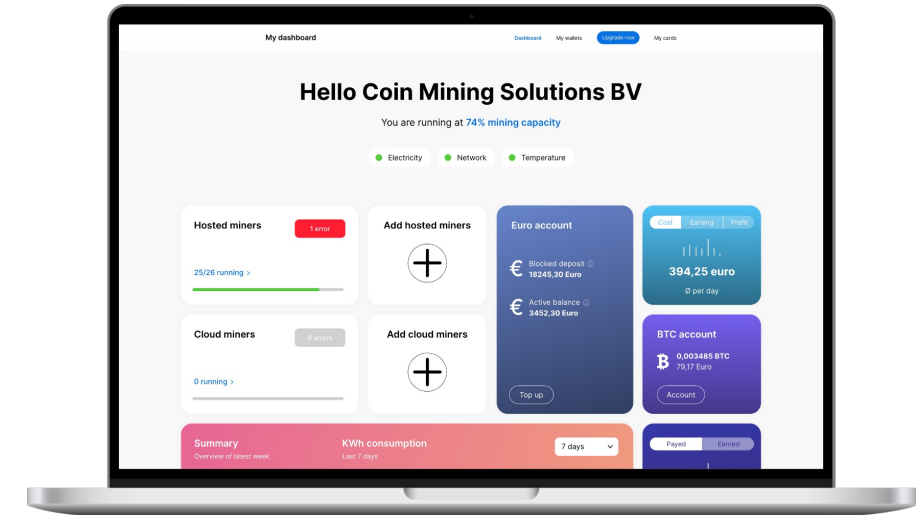 My dashboard
Dashboard
My wallets
Upgrade now
My cards
Hello Coin Mining Solutions BV
You are running at 74% mining capacity
Electricity
Network
Temperature
Hosted miners
1 error
25/26 running >
Add hosted miners
Euro account
€ Blocked deposit
18245,30 Euro
€ Active balance
3452,30 Euro
Top up
Cost
Earning
Profit
394,25 euro
Ø per day
Cloud miners
0 errors
0 running >
Add cloud miners
BTC account
₿ 0,003485 BTC
79,17 Euro
Account
Summary
Overview of latest week
KWh consumption
Last 7 days
7 days
Payed
Earned